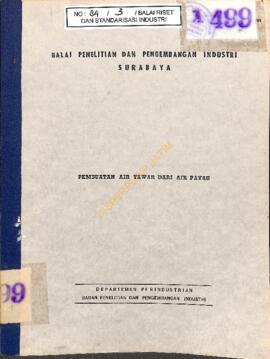 NO: 84 / 3 / BALAI RISET
DAN STANDARISASI INDUSTRI
A 499
BALAI PENELITIAN DAN PENGEMBANGAN INDUSTRI
SURABAYA
PEMBUATAN AIR TAWAR DARI AIR PAYAU
99
DEPARTEMEN PERINDUSTRIAN
BADAN PENELITIAN DAN PENGEMBANGAN INDUSTRI